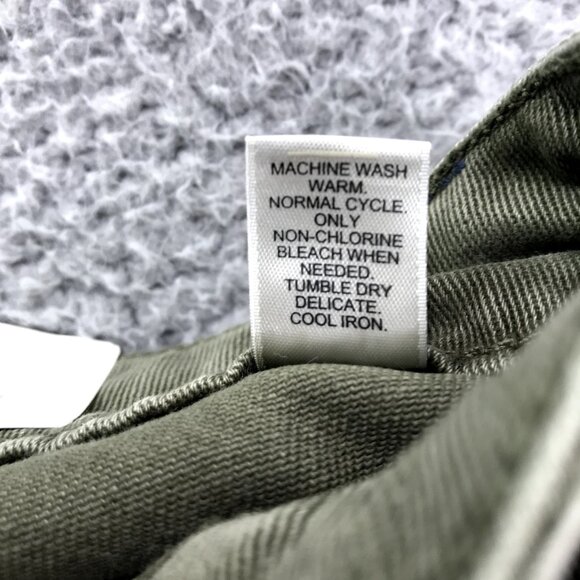 MACHINE WASH
WARM.
NORMAL CYCLE.
ONLY
NON-CHLORINE
BLEACH WHEN
NEEDED.
TUMBLE DRY
DELICATE.
COOL IRON.